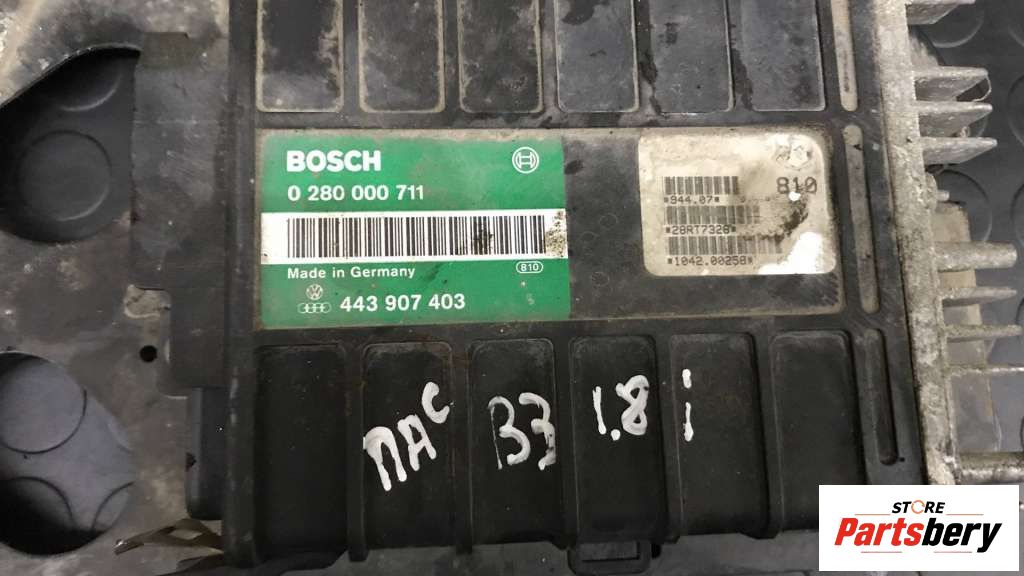 BOSCH
0 280 000 711
Made in Germany
810
443 907 403
810
*944.07*
*28RT7328*
*1042.00258*
ПАС В3 1.8 i
STORE
Partsbery